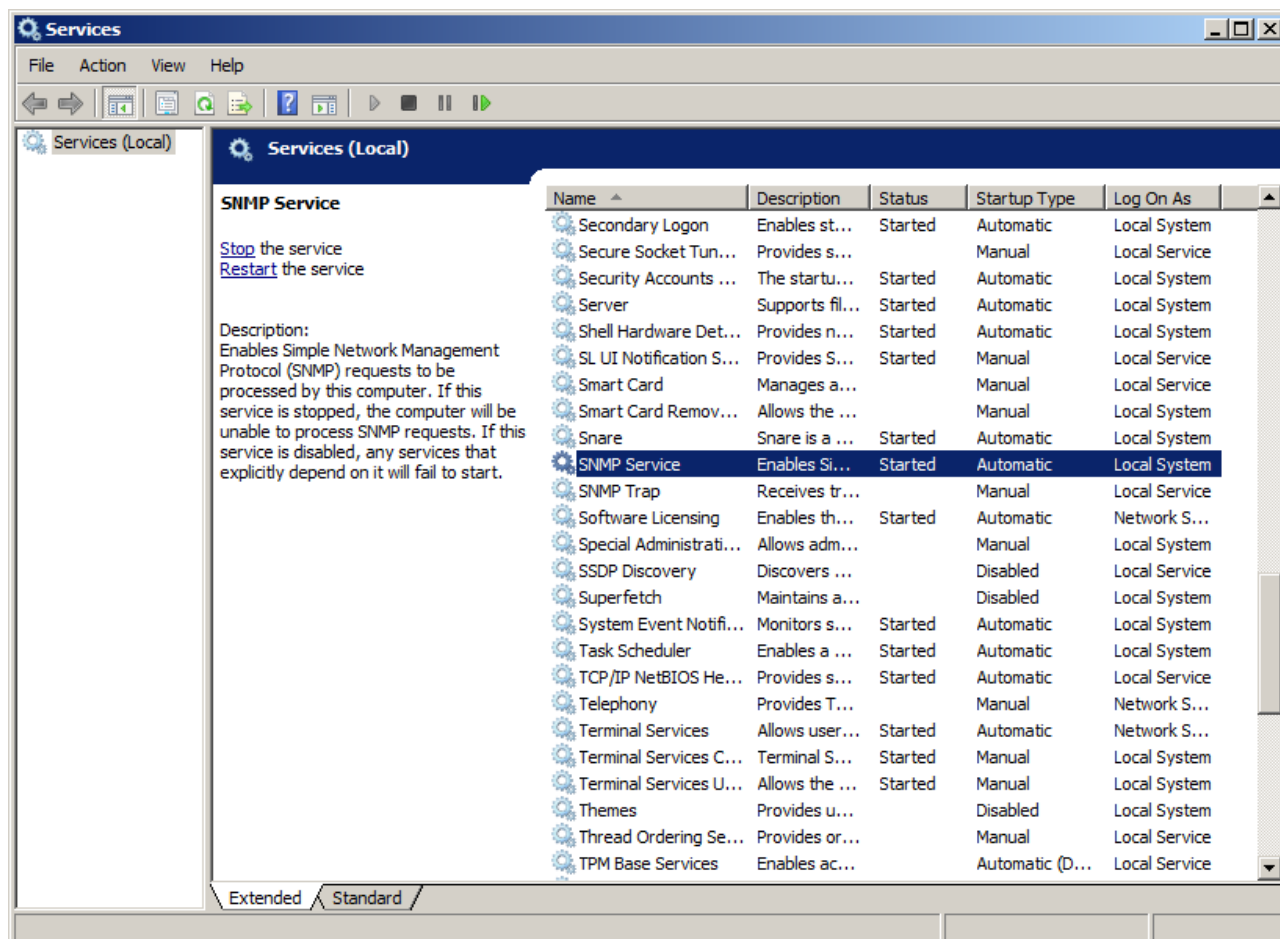 Services
File Action View Help
Services (Local)
Services (Local)
SNMP Service
Stop the service
Restart the service
Description:
Enables Simple Network Management
Protocol (SNMP) requests to be
processed by this computer. If this
service is stopped, the computer will be
unable to process SNMP requests. If this
service is disabled, any services that
explicitly depend on it will fail to start.
Name Description Status Startup Type Log On As
Secondary Logon Enables st... Started Automatic Local System
Secure Socket Tun... Provides s... Manual Local Service
Security Accounts ... The startu... Started Automatic Local System
Server Supports fil... Started Automatic Local System
Shell Hardware Det... Provides n... Started Automatic Local System
SL UI Notification S... Provides S... Started Manual Local Service
Smart Card Manages a... Manual Local Service
Smart Card Remov... Allows the ... Manual Local System
Snare Snare is a ... Started Automatic Local System
SNMP Service Enables Si... Started Automatic Local System
SNMP Trap Receives tr... Manual Local Service
Software Licensing Enables th... Started Automatic Network S...
Special Administrati... Allows adm... Manual Local System
SSDP Discovery Discovers ... Disabled Local Service
Superfetch Maintains a... Disabled Local System
System Event Notifi... Monitors s... Started Automatic Local System
Task Scheduler Enables a ... Started Automatic Local System
TCP/IP NetBIOS He... Provides s... Started Automatic Local Service
Telephony Provides T... Manual Network S...
Terminal Services Allows user... Started Automatic Network S...
Terminal Services C... Terminal S... Started Manual Local System
Terminal Services U... Allows the ... Started Manual Local System
Themes Provides u... Disabled Local System
Thread Ordering Se... Provides or... Manual Local Service
TPM Base Services Enables ac... Automatic (D... Local Service
Extended Standard